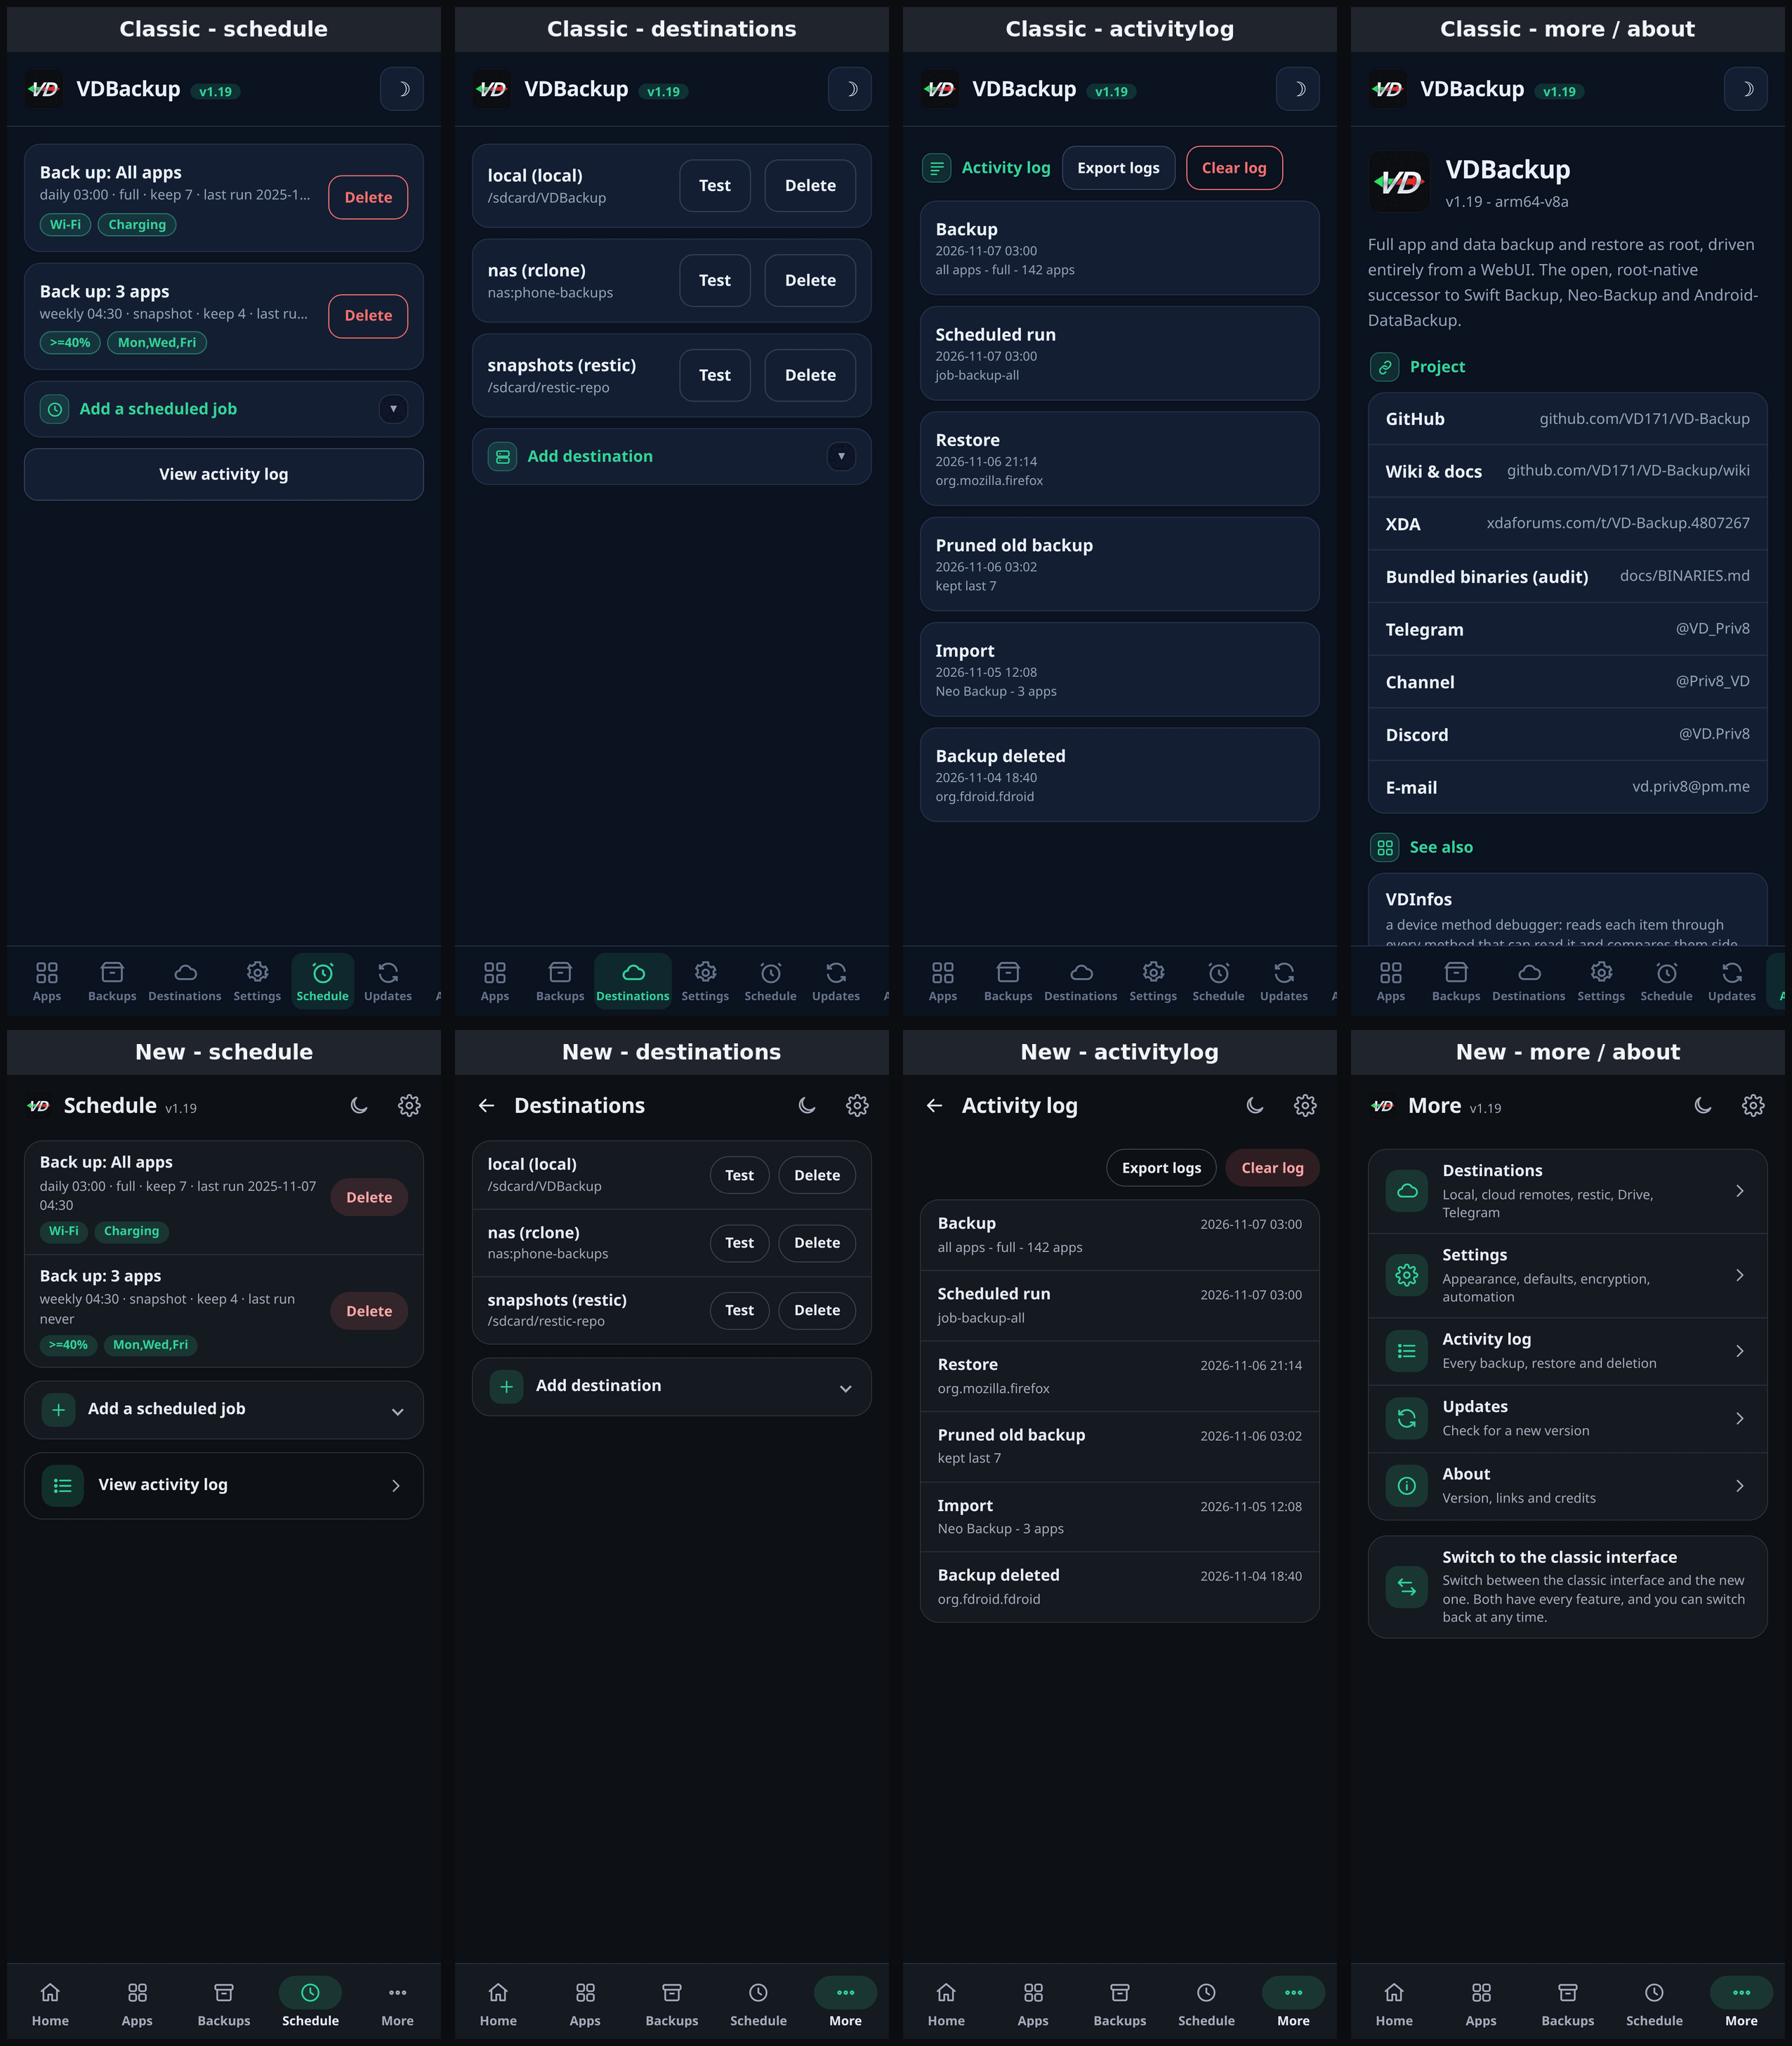 Classic - schedule
VD
VDBackup v1.19
Back up: All apps
daily 03:00 · full · keep 7 · last run 2025-1...
Delete
Wi-Fi
Charging
Back up: 3 apps
weekly 04:30 · snapshot · keep 4 · last ru...
Delete
>=40%
Mon,Wed,Fri
Add a scheduled job
View activity log
Apps
Backups
Destinations
Settings
Schedule
Updates
A
Classic - destinations
VD
VDBackup v1.19
local (local)
/sdcard/VDBackup
Test
Delete
nas (rclone)
nas:phone-backups
Test
Delete
snapshots (restic)
/sdcard/restic-repo
Test
Delete
Add destination
Apps
Backups
Destinations
Settings
Schedule
Updates
A
Classic - activitylog
VD
VDBackup v1.19
Activity log
Export logs
Clear log
Backup
2026-11-07 03:00
all apps - full - 142 apps
Scheduled run
2026-11-07 03:00
job-backup-all
Restore
2026-11-06 21:14
org.mozilla.firefox
Pruned old backup
2026-11-06 03:02
kept last 7
Import
2026-11-05 12:08
Neo Backup - 3 apps
Backup deleted
2026-11-04 18:40
org.fdroid.fdroid
Apps
Backups
Destinations
Settings
Schedule
Updates
A
Classic - more / about
VD
VDBackup v1.19
VD
VDBackup
v1.19 - arm64-v8a
Full app and data backup and restore as root, driven
entirely from a WebUI. The open, root-native
successor to Swift Backup, Neo-Backup and Android-
DataBackup.
Project
GitHub github.com/VD171/VD-Backup
Wiki & docs github.com/VD171/VD-Backup/wiki
XDA xdaforums.com/t/VD-Backup.4807267
Bundled binaries (audit) docs/BINARIES.md
Telegram @VD_Priv8
Channel @Priv8_VD
Discord @VD.Priv8
E-mail vd.priv8@pm.me
See also
VDInfos
a device method debugger: reads each item through
every method that can read it and compares them side
Apps
Backups
Destinations
Settings
Schedule
Updates
A
New - schedule
VD
Schedule v1.19
Back up: All apps
daily 03:00 · full · keep 7 · last run 2025-11-07
04:30
Delete
Wi-Fi
Charging
Back up: 3 apps
weekly 04:30 · snapshot · keep 4 · last run
never
Delete
>=40%
Mon,Wed,Fri
Add a scheduled job
View activity log
Home
Apps
Backups
Schedule
More
New - destinations
Destinations
local (local)
/sdcard/VDBackup
Test
Delete
nas (rclone)
nas:phone-backups
Test
Delete
snapshots (restic)
/sdcard/restic-repo
Test
Delete
Add destination
Home
Apps
Backups
Schedule
More
New - activitylog
Activity log
Export logs
Clear log
Backup 2026-11-07 03:00
all apps - full - 142 apps
Scheduled run 2026-11-07 03:00
job-backup-all
Restore 2026-11-06 21:14
org.mozilla.firefox
Pruned old backup 2026-11-06 03:02
kept last 7
Import 2026-11-05 12:08
Neo Backup - 3 apps
Backup deleted 2026-11-04 18:40
org.fdroid.fdroid
Home
Apps
Backups
Schedule
More
New - more / about
VD
More v1.19
Destinations
Local, cloud remotes, restic, Drive,
Telegram
Settings
Appearance, defaults, encryption,
automation
Activity log
Every backup, restore and deletion
Updates
Check for a new version
About
Version, links and credits
Switch to the classic interface
Switch between the classic interface and the new
one. Both have every feature, and you can switch
back at any time.
Home
Apps
Backups
Schedule
More